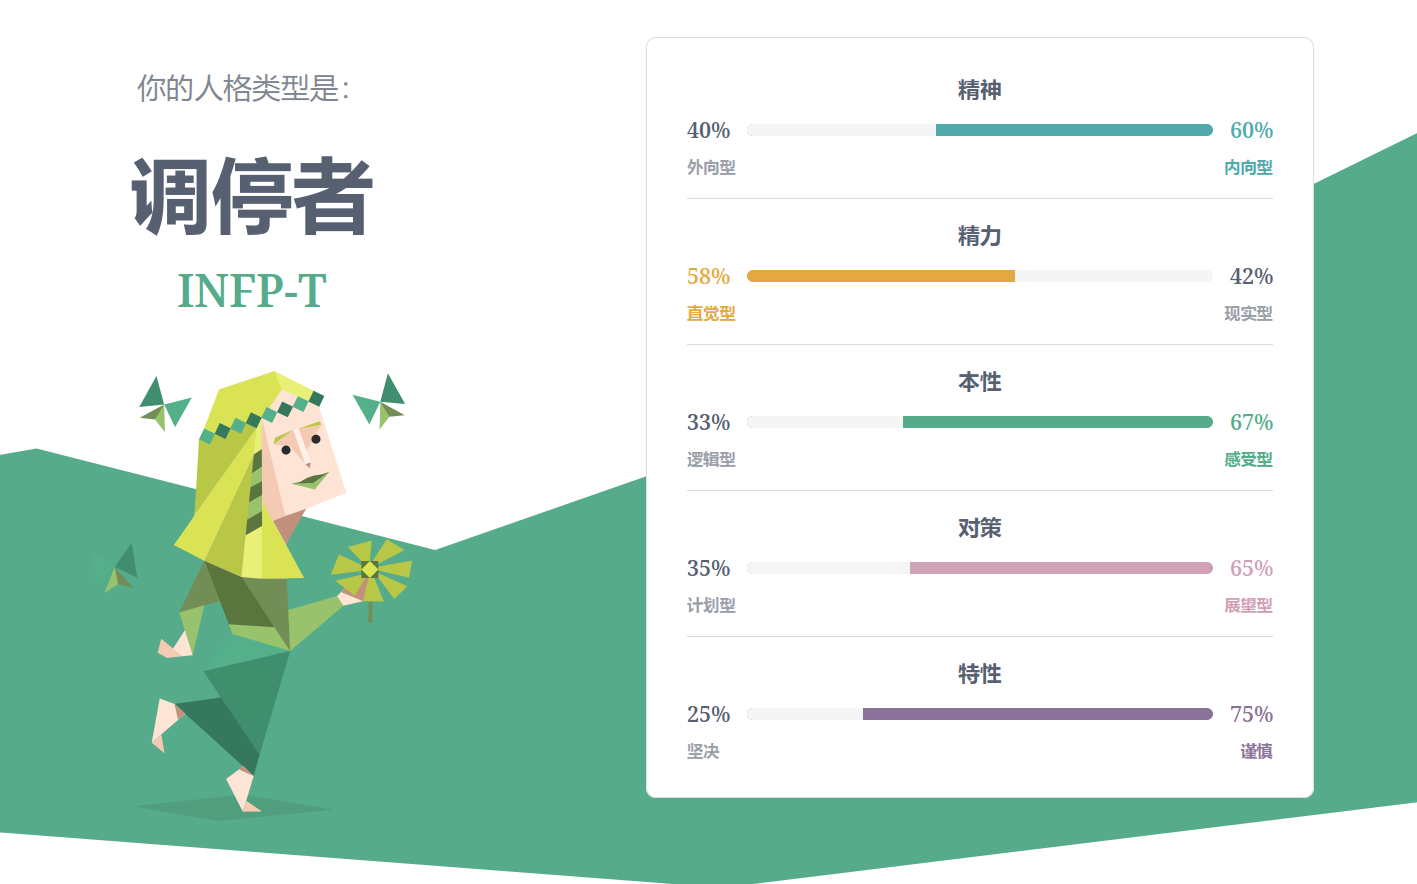 你的人格类型是：
调停者
INFP-T
精神
40% 60%
外向型 内向型
精力
58% 42%
直觉型 现实型
本性
33% 67%
逻辑型 感受型
对策
35% 65%
计划型 展望型
特性
25% 75%
坚决 谨慎